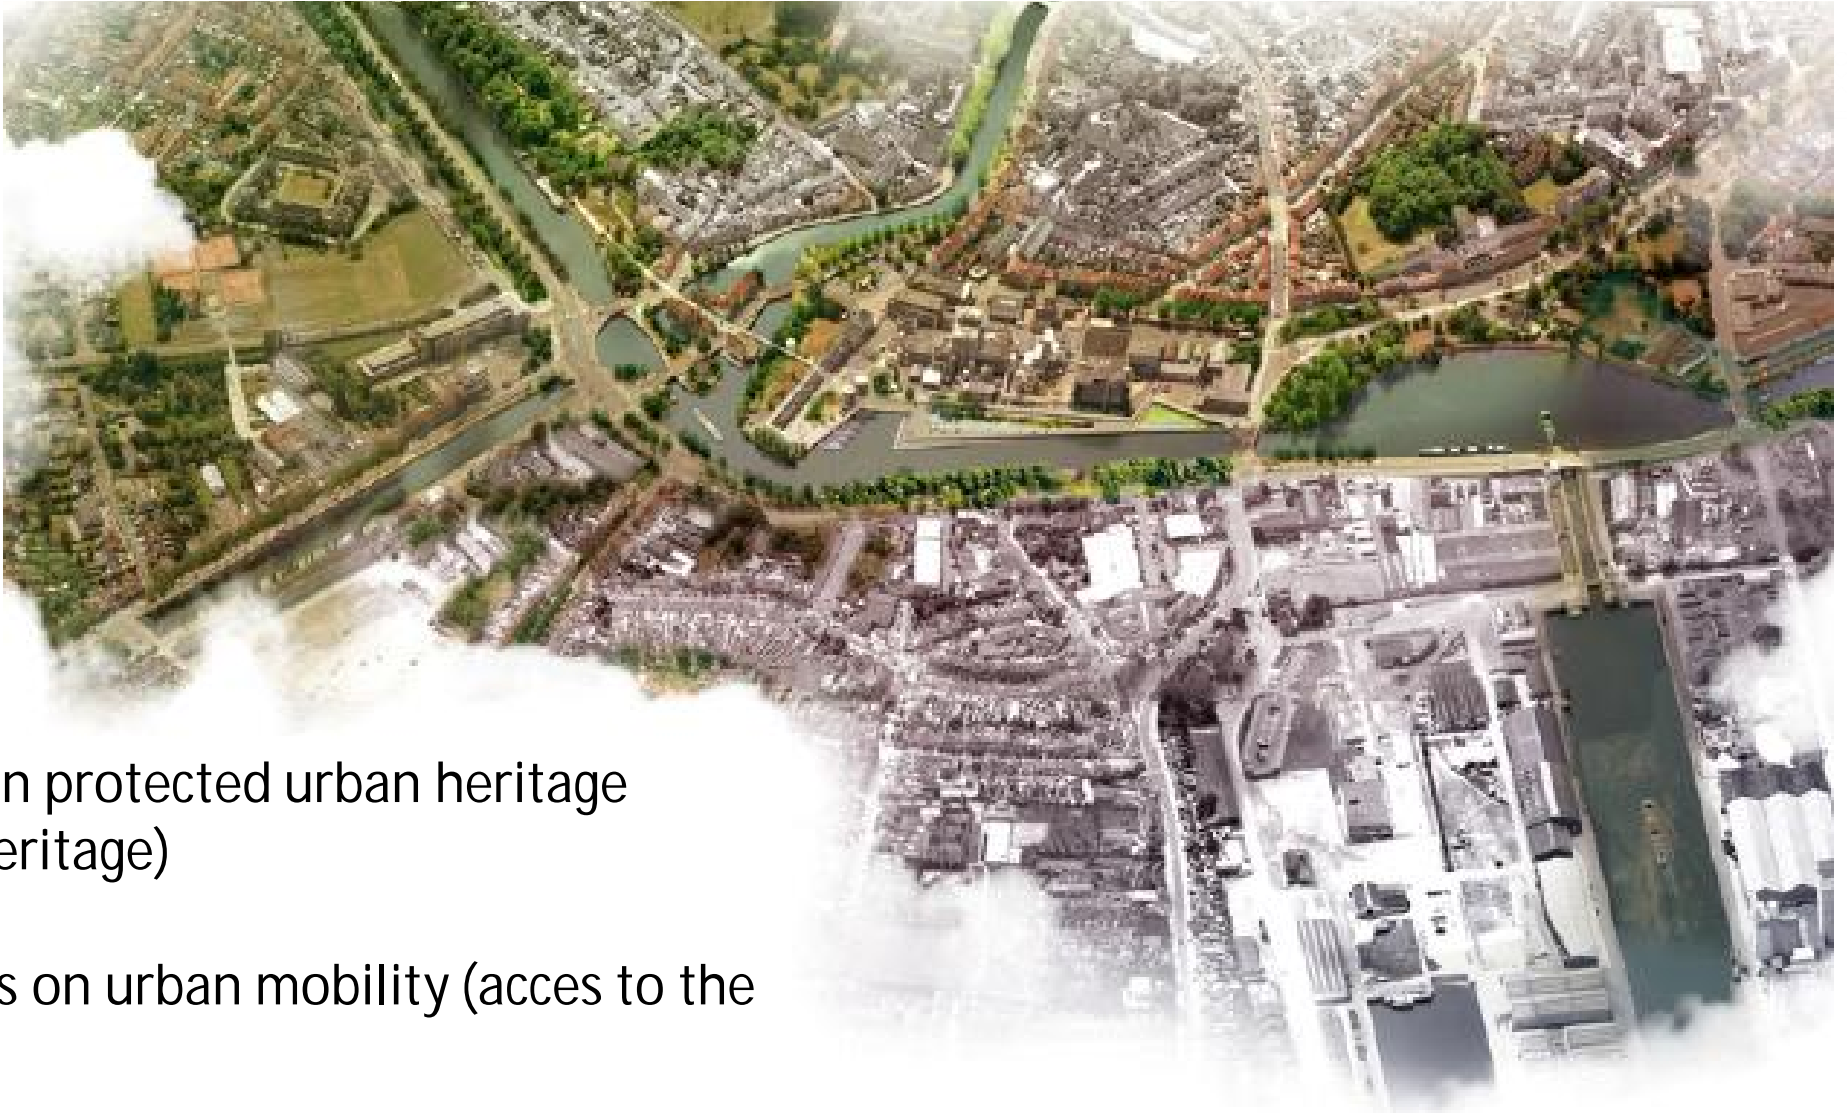 n protected urban heritage
eritage)
s on urban mobility (acces to the